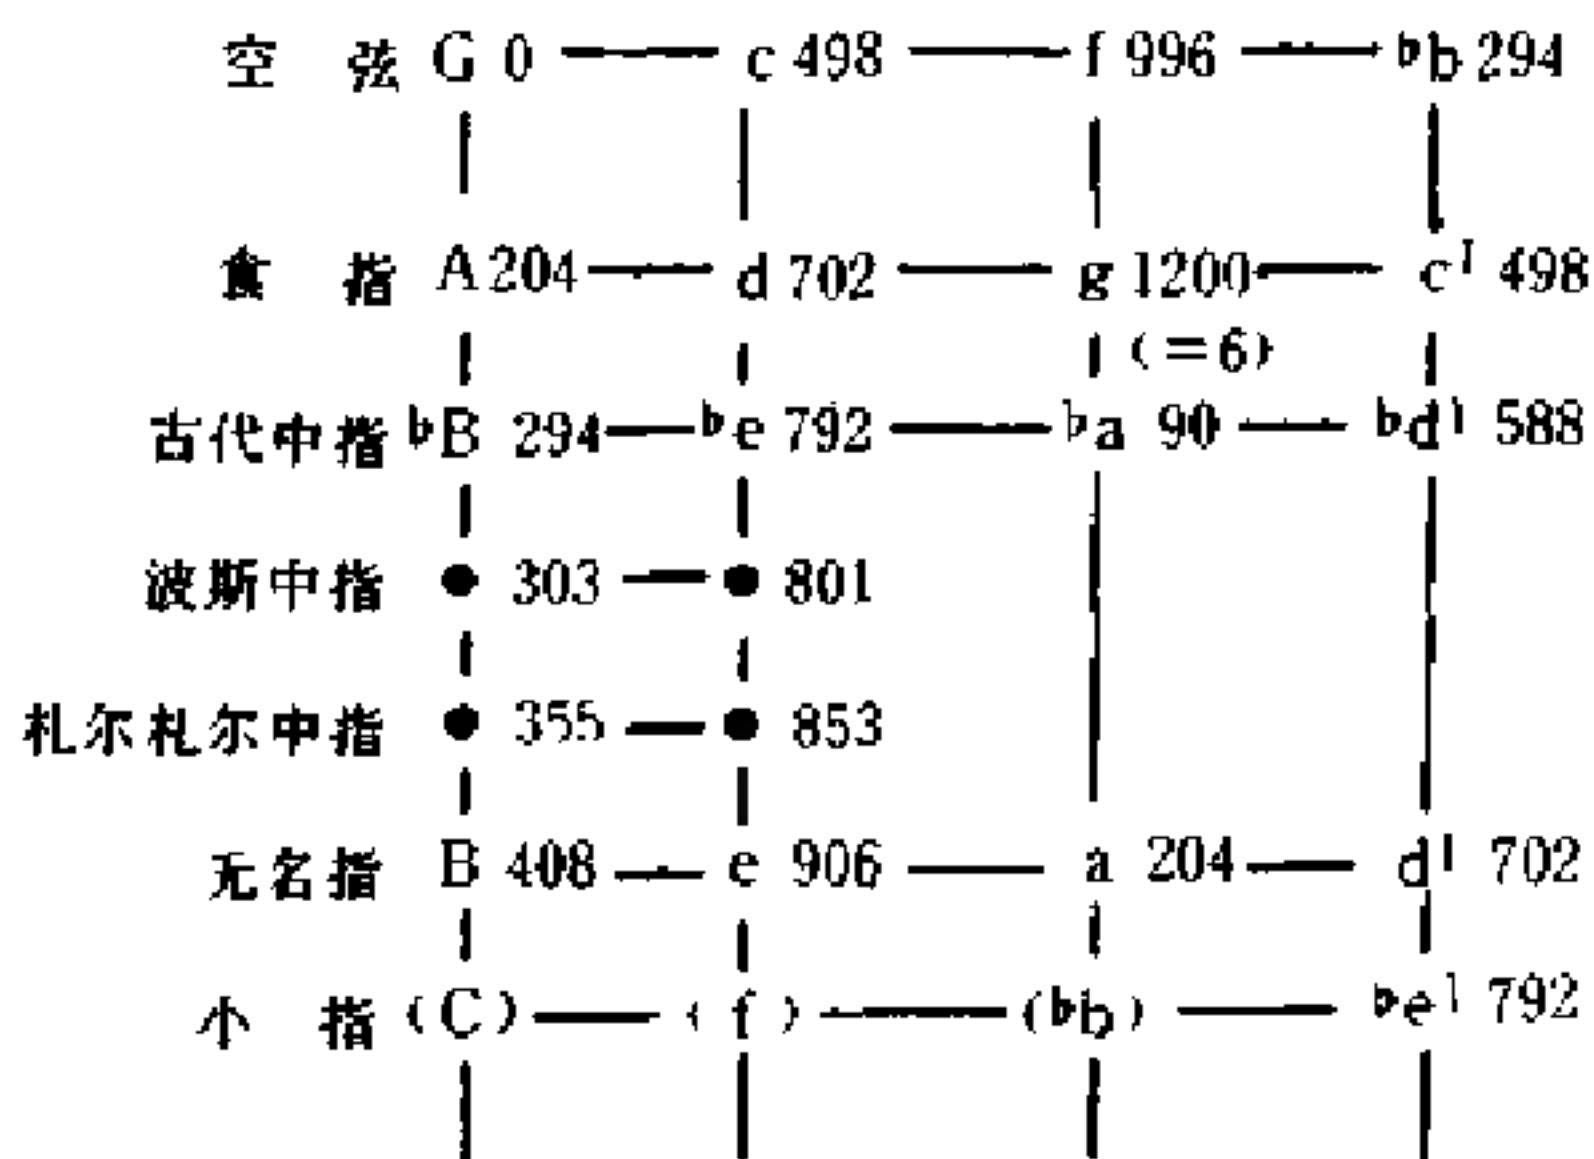 空 弦 G 0 — c 498 — f 996 — ♭b 294
食 指 A 204 — d 702 — g 1200 — c¹ 498
(=6)
古代中指 ♭B 294 — ♭e 792 — ♭a 90 — ♭d¹ 588
波斯中指 ● 303 — ● 801
札尔札尔中指 ● 355 — ● 853
无名指 B 408 — e 906 — a 204 — d¹ 702
小 指 (C) — (f) — (♭b) — ♭e¹ 792